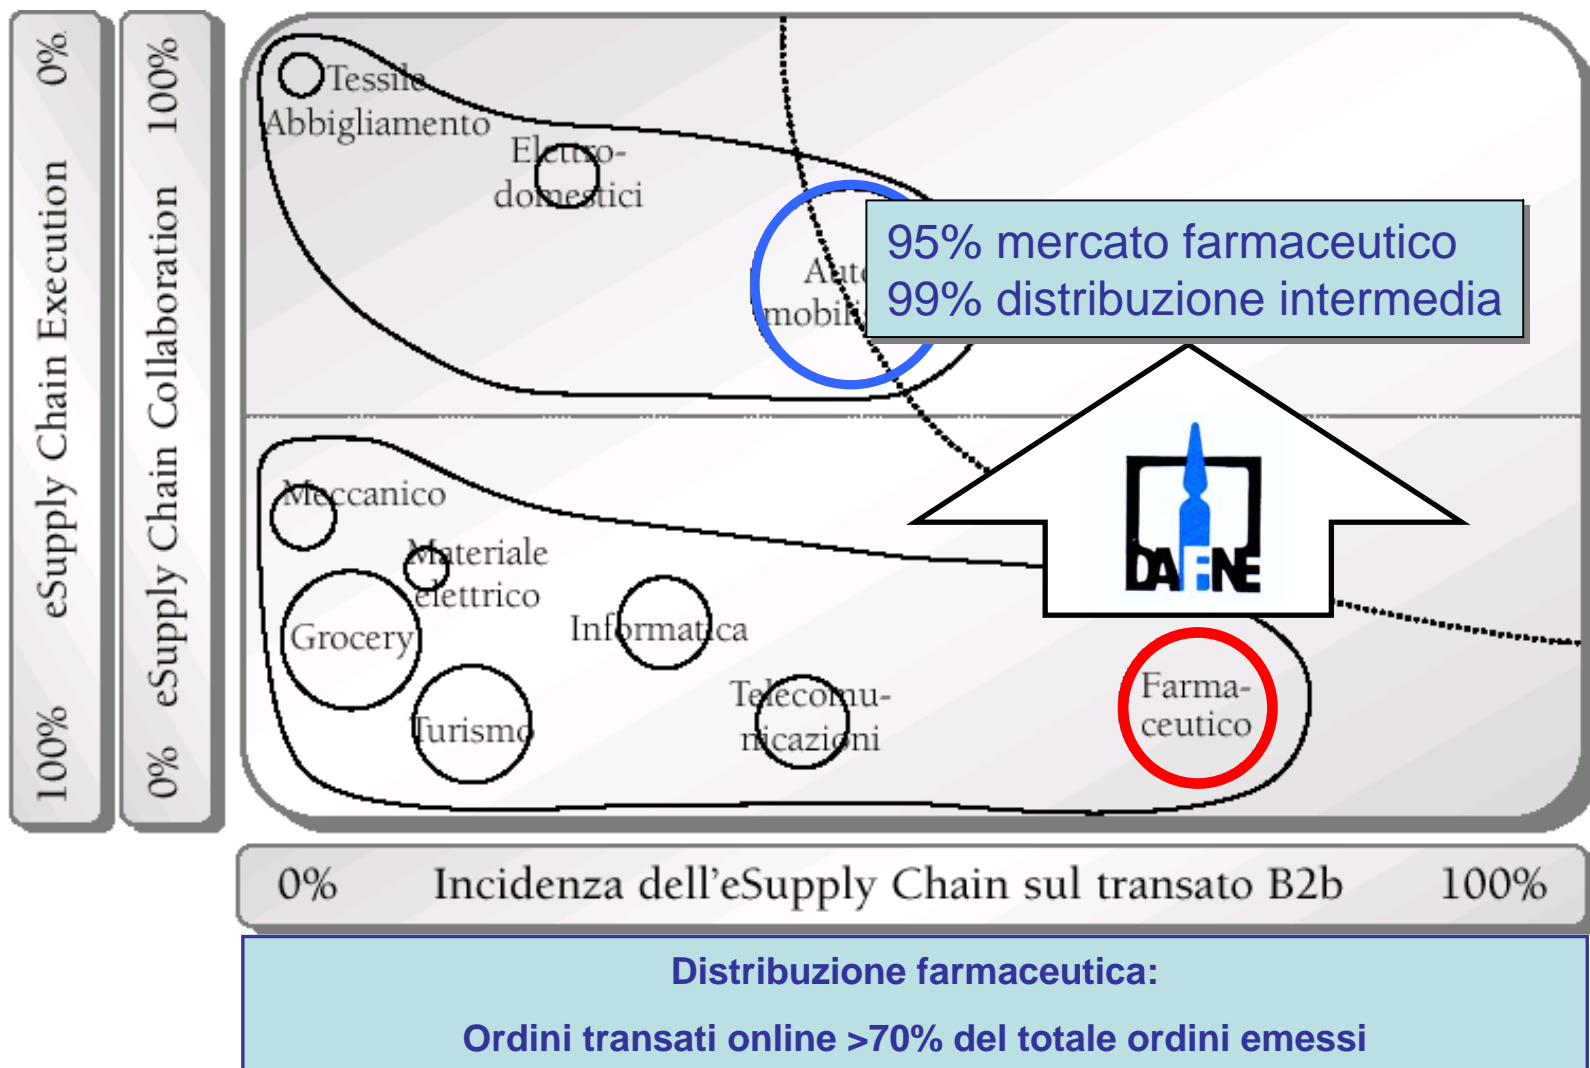 0%
eSupply Chain Execution
100%
100%
eSupply Chain Collaboration
0%
Tessile
Abbigliamento
Elettro-
domestici
95% mercato farmaceutico
99% distribuzione intermedia
Meccanico
Materiale
elettrico
Grocery
Informatica
Turismo
Telecomu-
nicazioni
DAFNE
Farma-
ceutico
0% Incidenza dell'eSupply Chain sul transato B2b 100%
Distribuzione farmaceutica:
Ordini transati online >70% del totale ordini emessi